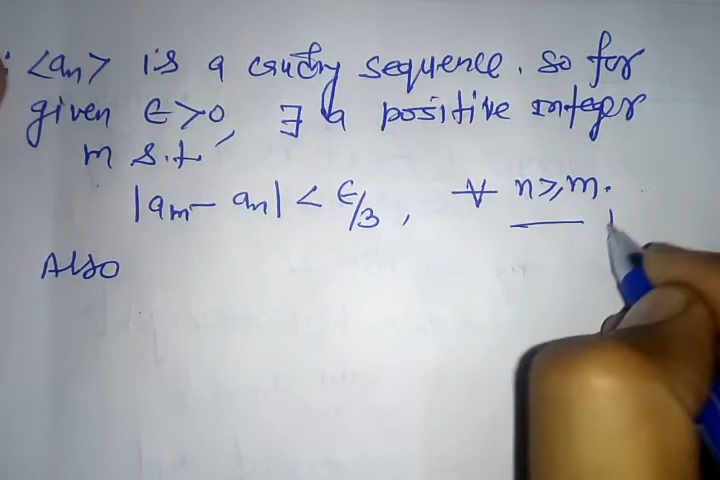 : <aₙ> is a cauchy sequence. so for
given ϵ>0, ∃ a positive integer
m s.t.
|aₘ - aₙ| < ϵ/3, ∀ n≥m.
Also